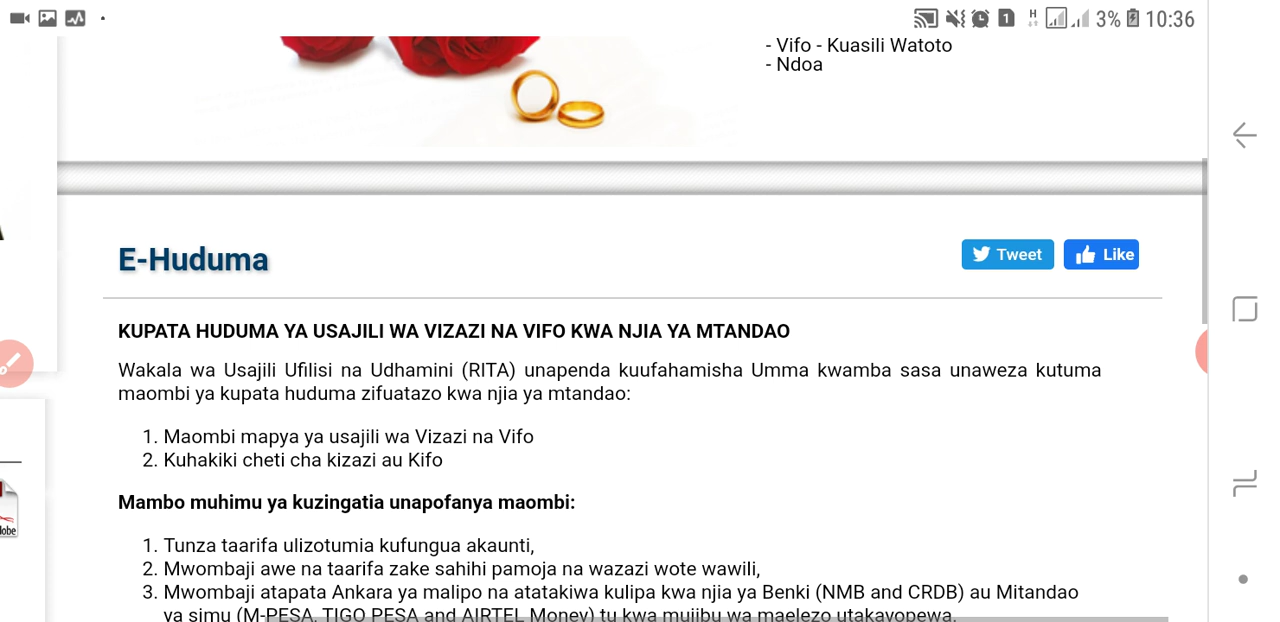 H 3% 10:36
1
- Vifo - Kuasili Watoto
- Ndoa
E-Huduma
Tweet
Like
KUPATA HUDUMA YA USAJILI WA VIZAZI NA VIFO KWA NJIA YA MTANDAO
Wakala wa Usajili Ufilisi na Udhamini (RITA) unapenda kuufahamisha Umma kwamba sasa unaweza kutuma
maombi ya kupata huduma zifuatazo kwa njia ya mtandao:
1. Maombi mapya ya usajili wa Vizazi na Vifo
2. Kuhakiki cheti cha kizazi au Kifo
Mambo muhimu ya kuzingatia unapofanya maombi:
1. Tunza taarifa ulizotumia kufungua akaunti,
2. Mwombaji awe na taarifa zake sahihi pamoja na wazazi wote wawili,
3. Mwombaji atapata Ankara ya malipo na atatakiwa kulipa kwa njia ya Benki (NMB and CRDB) au Mitandao
ya simu (M-PESA, TIGO PESA and AIRTEL Money) tu kwa mujibu wa maelezo utakayopewa.